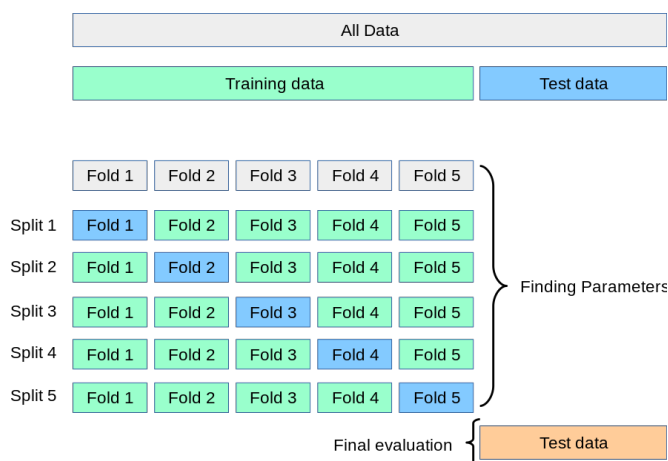 All Data
Training data Test data
Fold 1 Fold 2 Fold 3 Fold 4 Fold 5
Split 1 Fold 1 Fold 2 Fold 3 Fold 4 Fold 5
Split 2 Fold 1 Fold 2 Fold 3 Fold 4 Fold 5
Finding Parameters
Split 3 Fold 1 Fold 2 Fold 3 Fold 4 Fold 5
Split 4 Fold 1 Fold 2 Fold 3 Fold 4 Fold 5
Split 5 Fold 1 Fold 2 Fold 3 Fold 4 Fold 5
Final evaluation Test data